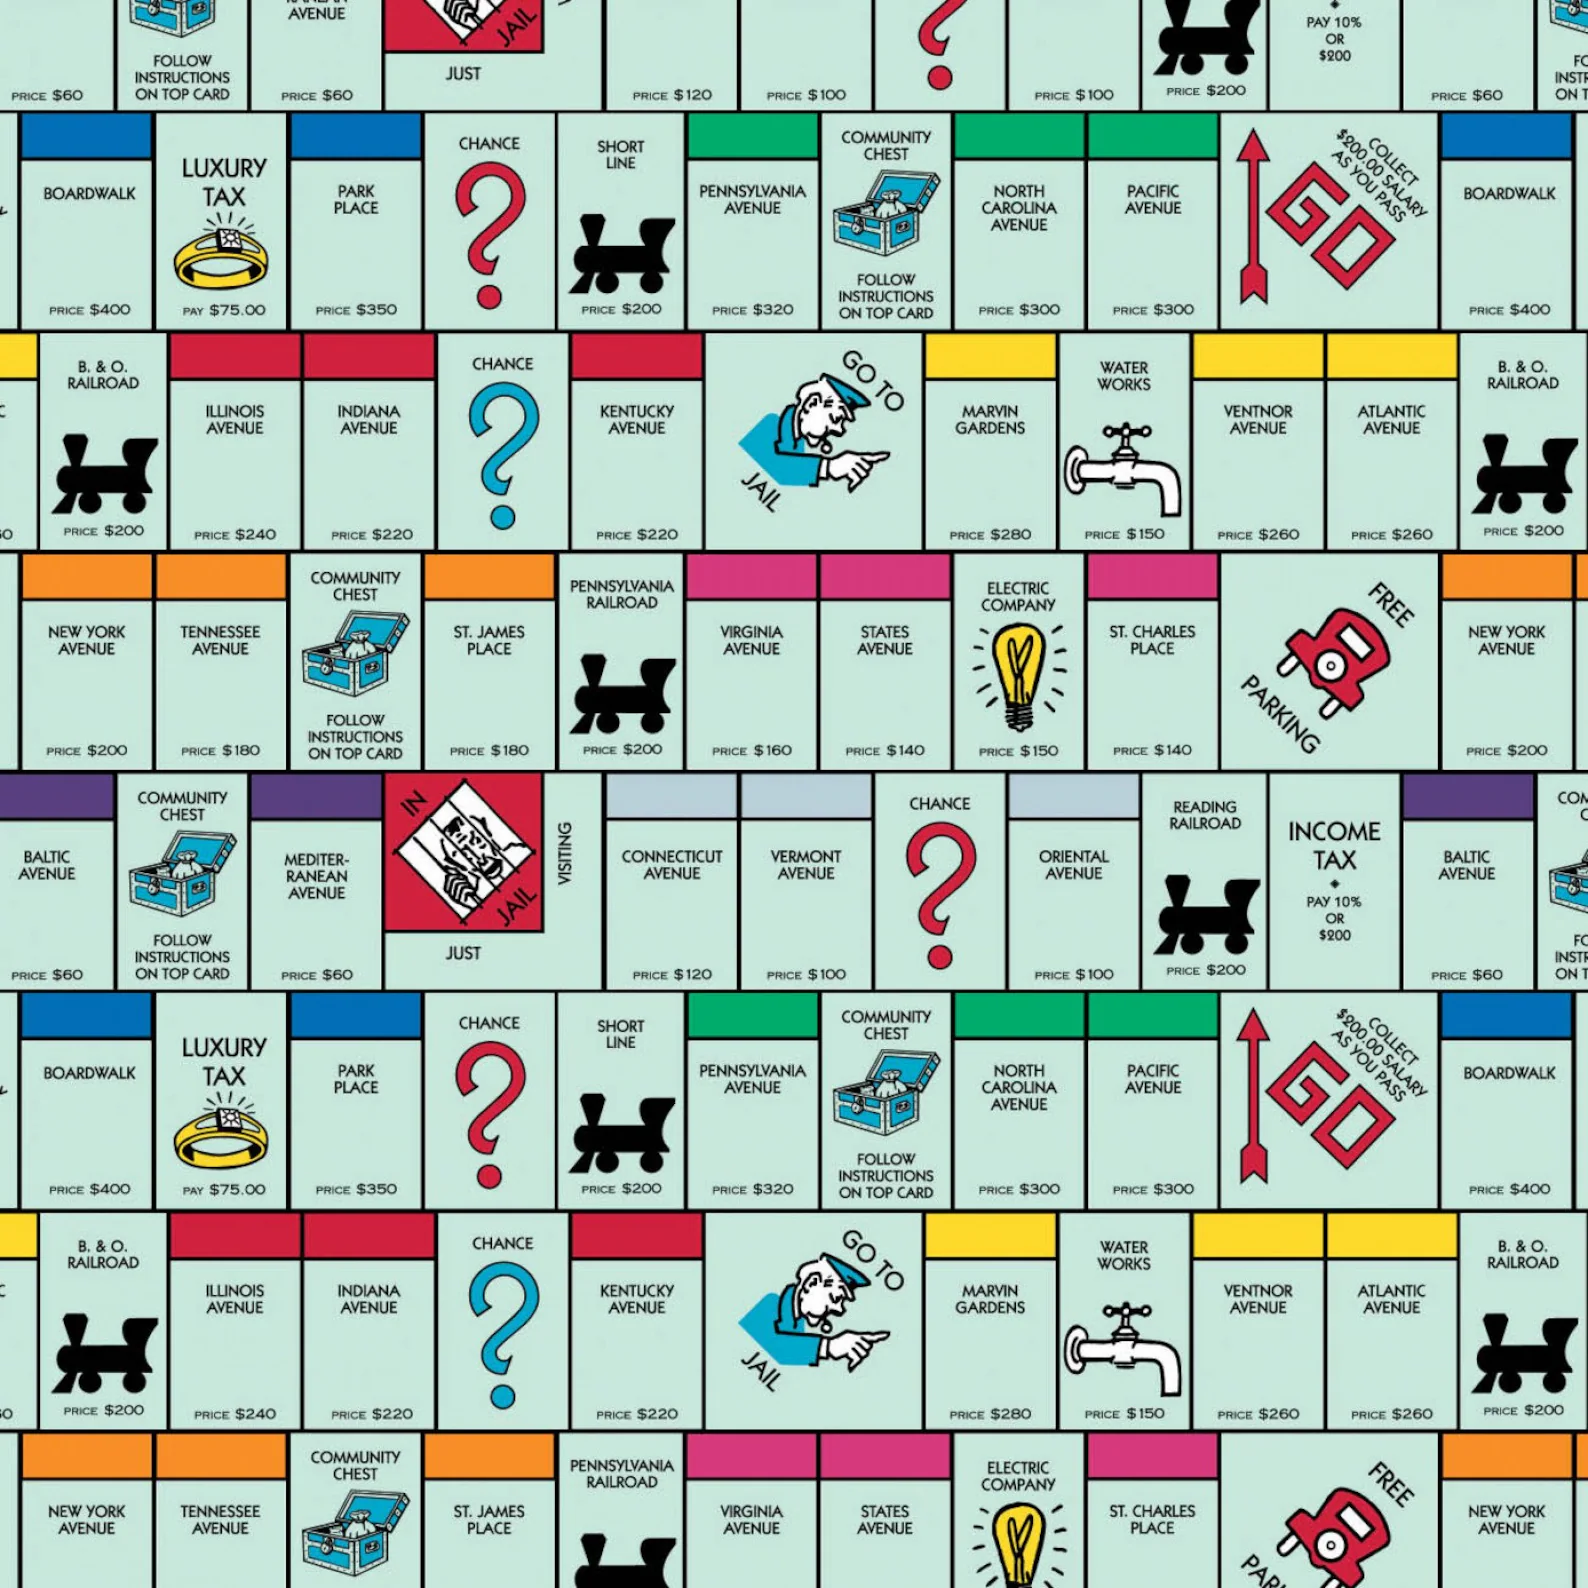 RANEAN
AVENUE
JAIL
FOLLOW
INSTRUCTIONS
ON TOP CARD
JUST
PAY 10%
OR
$200
PRICE $60
PRICE $60
PRICE $120
PRICE $100
PRICE $100
PRICE $200
PRICE $60
INSTR
ON T
BOARDWALK
PRICE $400
LUXURY
TAX
PAY $75.00
PARK
PLACE
PRICE $350
CHANCE
SHORT
LINE
PRICE $200
PENNSYLVANIA
AVENUE
PRICE $320
COMMUNITY
CHEST
FOLLOW
INSTRUCTIONS
ON TOP CARD
NORTH
CAROLINA
AVENUE
PRICE $300
PACIFIC
AVENUE
PRICE $300
COLLECT
$200.00 SALARY
AS YOU PASS
GO
BOARDWALK
PRICE $400
B. & O.
RAILROAD
PRICE $200
ILLINOIS
AVENUE
PRICE $240
INDIANA
AVENUE
PRICE $220
CHANCE
KENTUCKY
AVENUE
PRICE $220
GO TO
JAIL
MARVIN
GARDENS
PRICE $280
WATER
WORKS
PRICE $150
VENTNOR
AVENUE
PRICE $260
ATLANTIC
AVENUE
PRICE $260
B. & O.
RAILROAD
PRICE $200
NEW YORK
AVENUE
PRICE $200
TENNESSEE
AVENUE
PRICE $180
COMMUNITY
CHEST
FOLLOW
INSTRUCTIONS
ON TOP CARD
ST. JAMES
PLACE
PRICE $180
PENNSYLVANIA
RAILROAD
PRICE $200
VIRGINIA
AVENUE
PRICE $160
STATES
AVENUE
PRICE $140
ELECTRIC
COMPANY
PRICE $150
ST. CHARLES
PLACE
PRICE $140
FREE
PARKING
NEW YORK
AVENUE
PRICE $200
BALTIC
AVENUE
PRICE $60
COMMUNITY
CHEST
FOLLOW
INSTRUCTIONS
ON TOP CARD
MEDITER-
RANEAN
AVENUE
PRICE $60
IN
JAIL
JUST
VISITING
CONNECTICUT
AVENUE
PRICE $120
VERMONT
AVENUE
PRICE $100
CHANCE
ORIENTAL
AVENUE
PRICE $100
READING
RAILROAD
PRICE $200
INCOME
TAX
PAY 10%
OR
$200
BALTIC
AVENUE
PRICE $60
COM
C
FO
INSTR
ON T
BOARDWALK
PRICE $400
LUXURY
TAX
PAY $75.00
PARK
PLACE
PRICE $350
CHANCE
SHORT
LINE
PRICE $200
PENNSYLVANIA
AVENUE
PRICE $320
COMMUNITY
CHEST
FOLLOW
INSTRUCTIONS
ON TOP CARD
NORTH
CAROLINA
AVENUE
PRICE $300
PACIFIC
AVENUE
PRICE $300
COLLECT
$200.00 SALARY
AS YOU PASS
GO
BOARDWALK
PRICE $400
B. & O.
RAILROAD
PRICE $200
ILLINOIS
AVENUE
PRICE $240
INDIANA
AVENUE
PRICE $220
CHANCE
KENTUCKY
AVENUE
PRICE $220
GO TO
JAIL
MARVIN
GARDENS
PRICE $280
WATER
WORKS
PRICE $150
VENTNOR
AVENUE
PRICE $260
ATLANTIC
AVENUE
PRICE $260
B. & O.
RAILROAD
PRICE $200
NEW YORK
AVENUE
TENNESSEE
AVENUE
COMMUNITY
CHEST
ST. JAMES
PLACE
PENNSYLVANIA
RAILROAD
VIRGINIA
AVENUE
STATES
AVENUE
ELECTRIC
COMPANY
ST. CHARLES
PLACE
FREE
PAR
NEW YORK
AVENUE